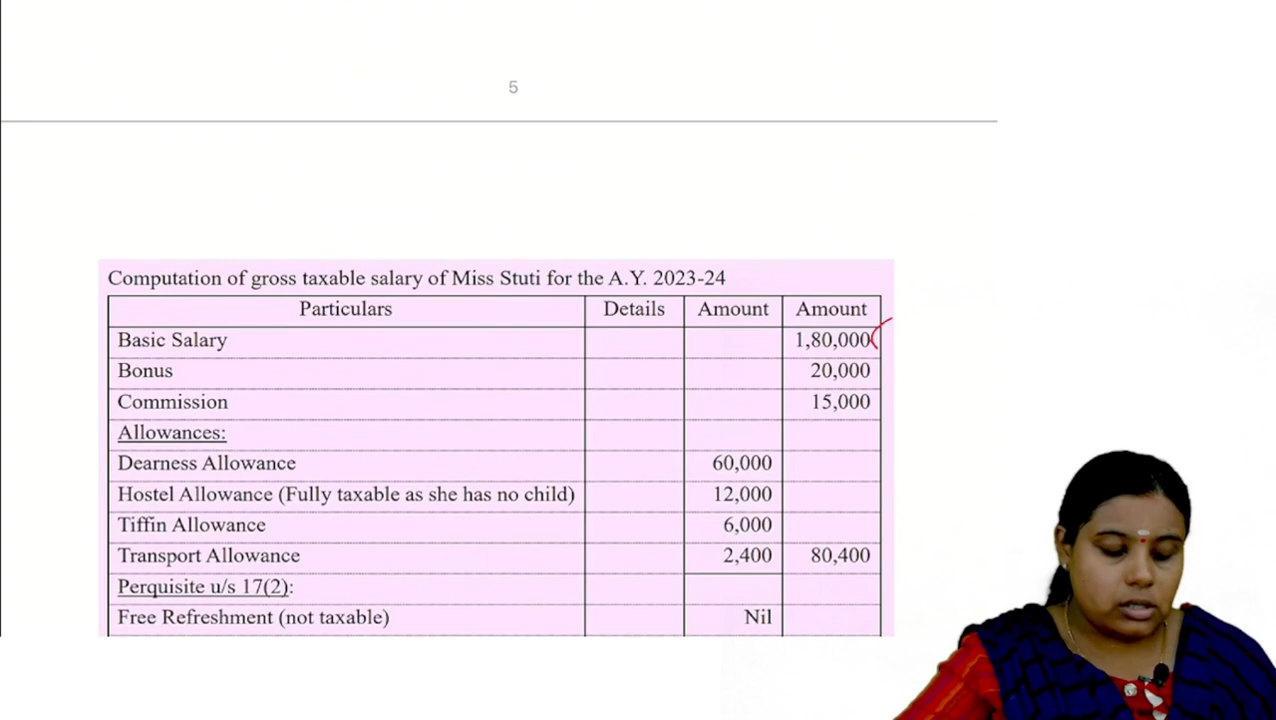 5
Computation of gross taxable salary of Miss Stuti for the A.Y. 2023-24
Particulars Details Amount Amount
Basic Salary 1,80,000
Bonus 20,000
Commission 15,000
Allowances:
Dearness Allowance 60,000
Hostel Allowance (Fully taxable as she has no child) 12,000
Tiffin Allowance 6,000
Transport Allowance 2,400 80,400
Perquisite u/s 17(2):
Free Refreshment (not taxable) Nil